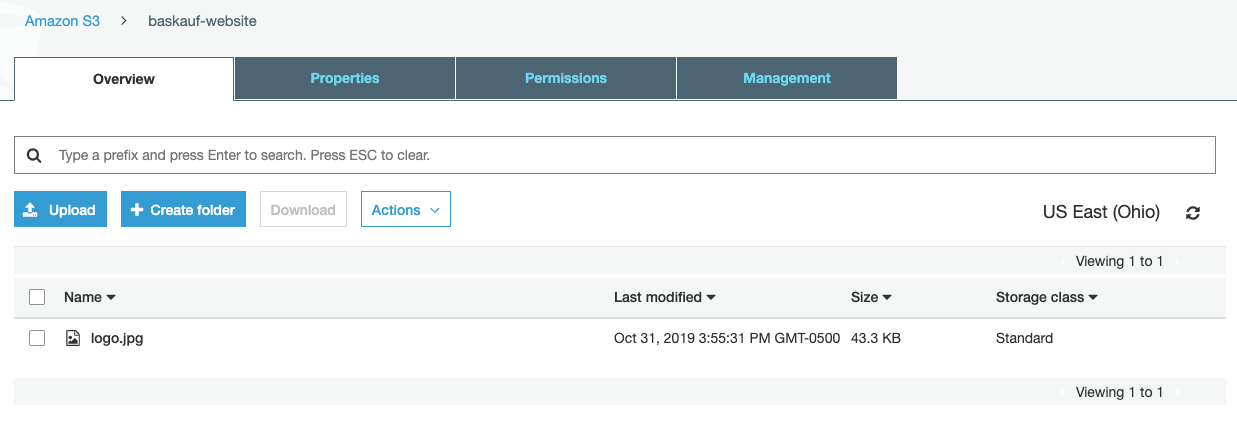 Amazon S3 > baskauf-website
Overview Properties Permissions Management
Type a prefix and press Enter to search. Press ESC to clear.
Upload Create folder Download Actions US East (Ohio)
Viewing 1 to 1
Name Last modified Size Storage class
logo.jpg Oct 31, 2019 3:55:31 PM GMT-0500 43.3 KB Standard
Viewing 1 to 1